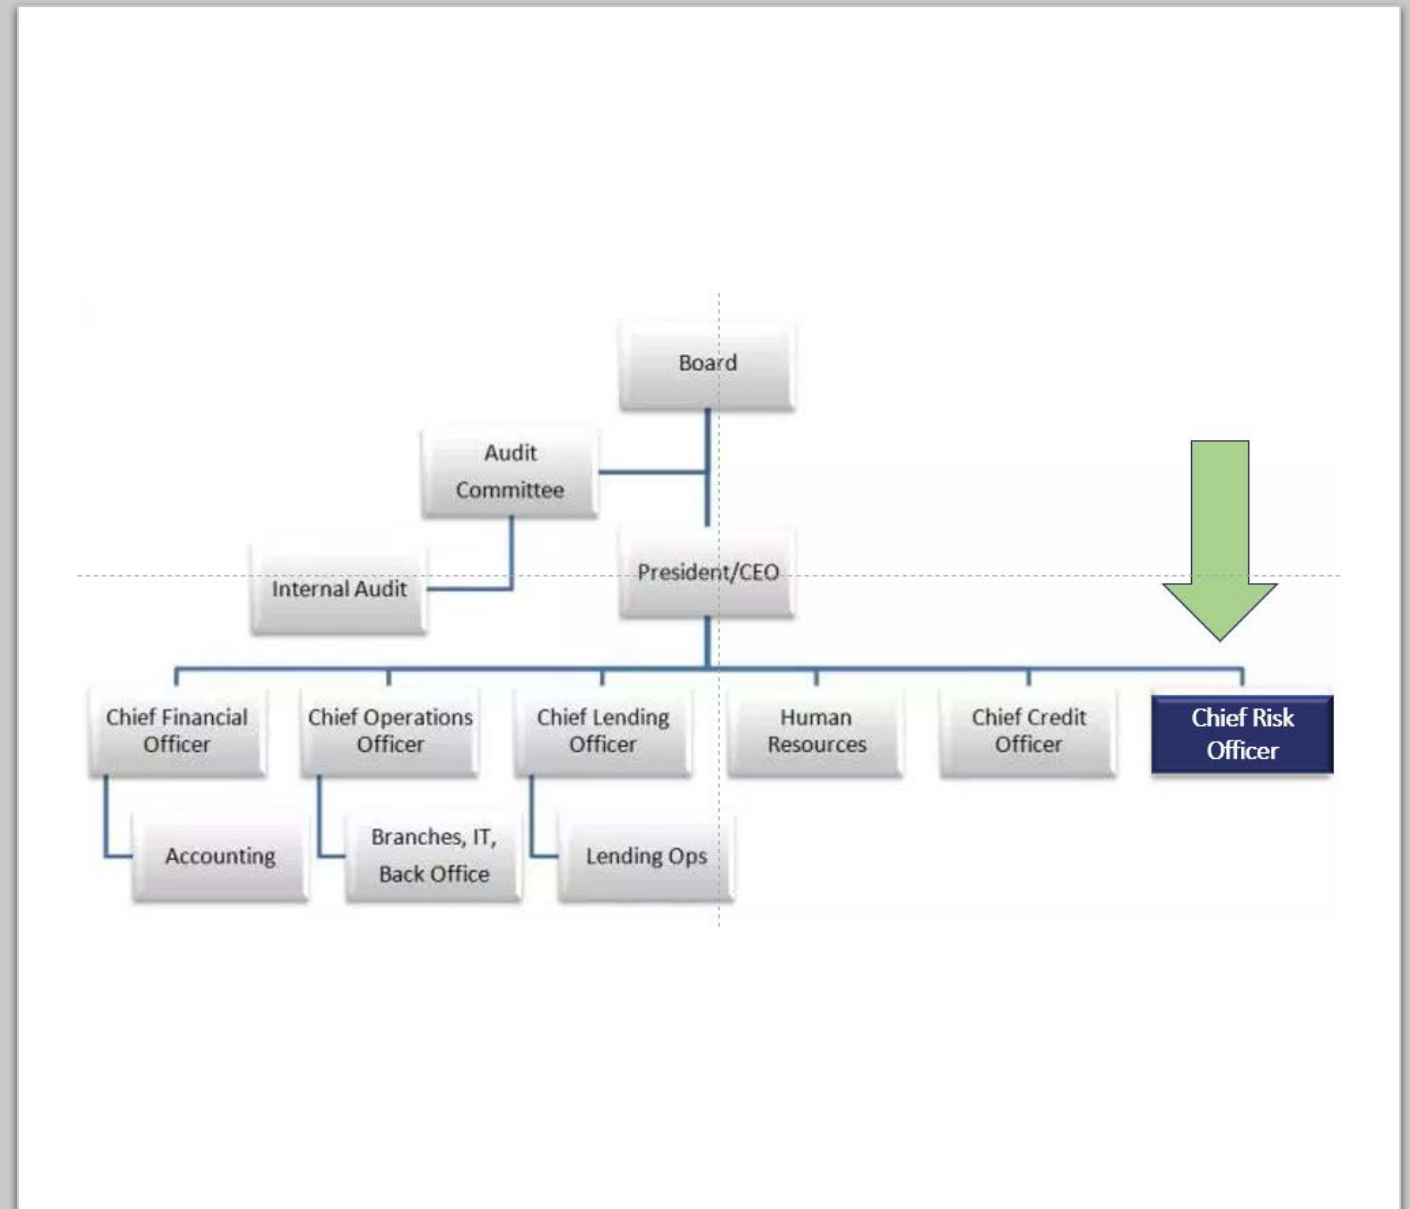 Board
Audit
Committee
President/CEO
Internal Audit
Chief Financial
Officer
Chief Operations
Officer
Chief Lending
Officer
Human
Resources
Chief Credit
Officer
Chief Risk
Officer
Accounting
Branches, IT,
Back Office
Lending Ops